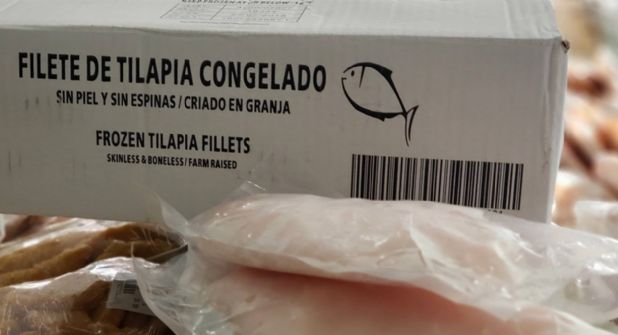 FILETE DE TILAPIA CONGELADO
SIN PIEL Y SIN ESPINAS / CRIADO EN GRANJA
FROZEN TILAPIA FILLETS
SKINLESS & BONELESS / FARM RAISED